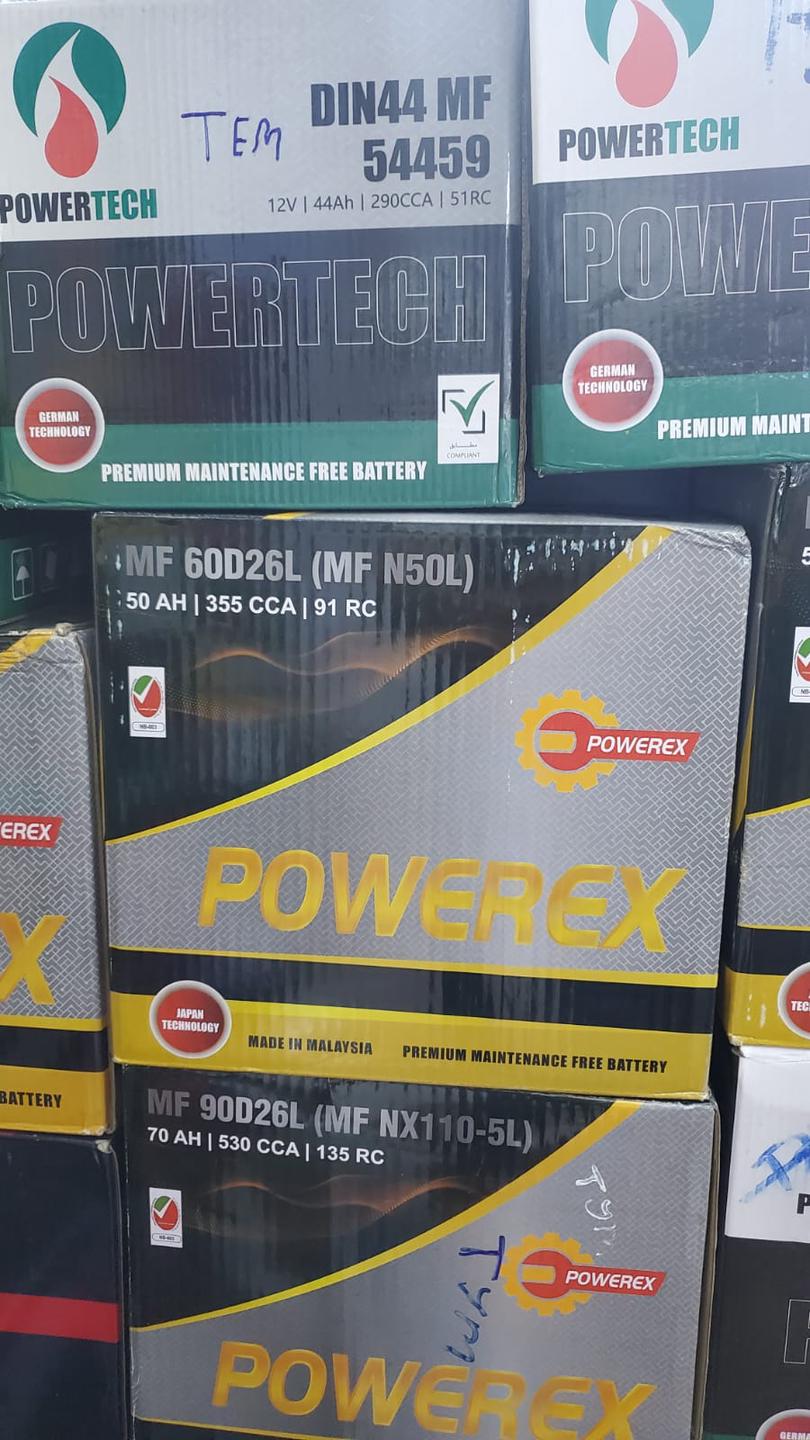 POWERTECH
TEM
DIN44 MF
54459
12V | 44Ah | 290CCA | 51RC
POWERTECH
GERMAN
TECHNOLOGY
مطابق
COMPLIANT
PREMIUM MAINTENANCE FREE BATTERY
POWERTECH
POWE
GERMAN
TECHNOLOGY
PREMIUM MAINT
MF 60D26L (MF N50L)
50 AH | 355 CCA | 91 RC
POWEREX
POWEREX
JAPAN
TECHNOLOGY
MADE IN MALAYSIA
PREMIUM MAINTENANCE FREE BATTERY
EREX
X
BATTERY
MF 90D26L (MF NX110-5L)
70 AH | 530 CCA | 135 RC
POWEREX
POWEREX